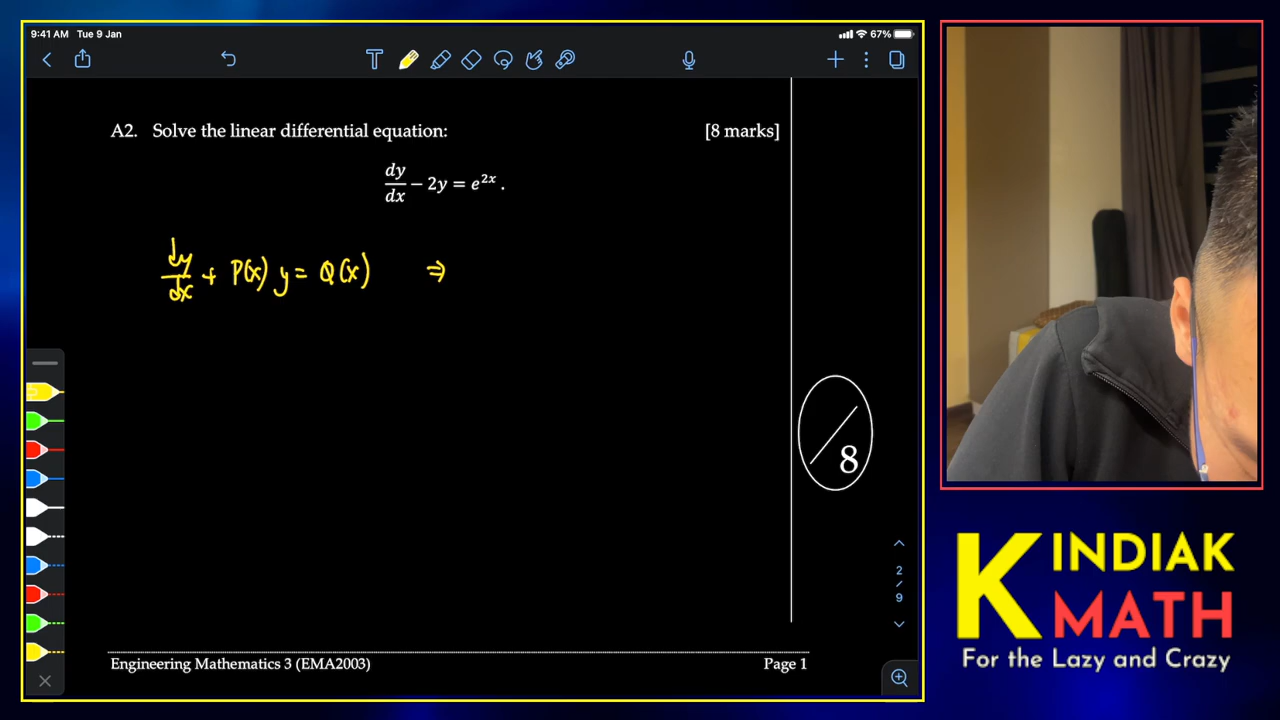 9:41 AM Tue 9 Jan
67%
A2. Solve the linear differential equation: [8 marks]
dy/dx − 2y = e^{2x} .
dy/dx + P(x) y = Q(x) ⇒
8
2
/
9
Engineering Mathematics 3 (EMA2003) Page 1
KINDIAK
MATH
For the Lazy and Crazy